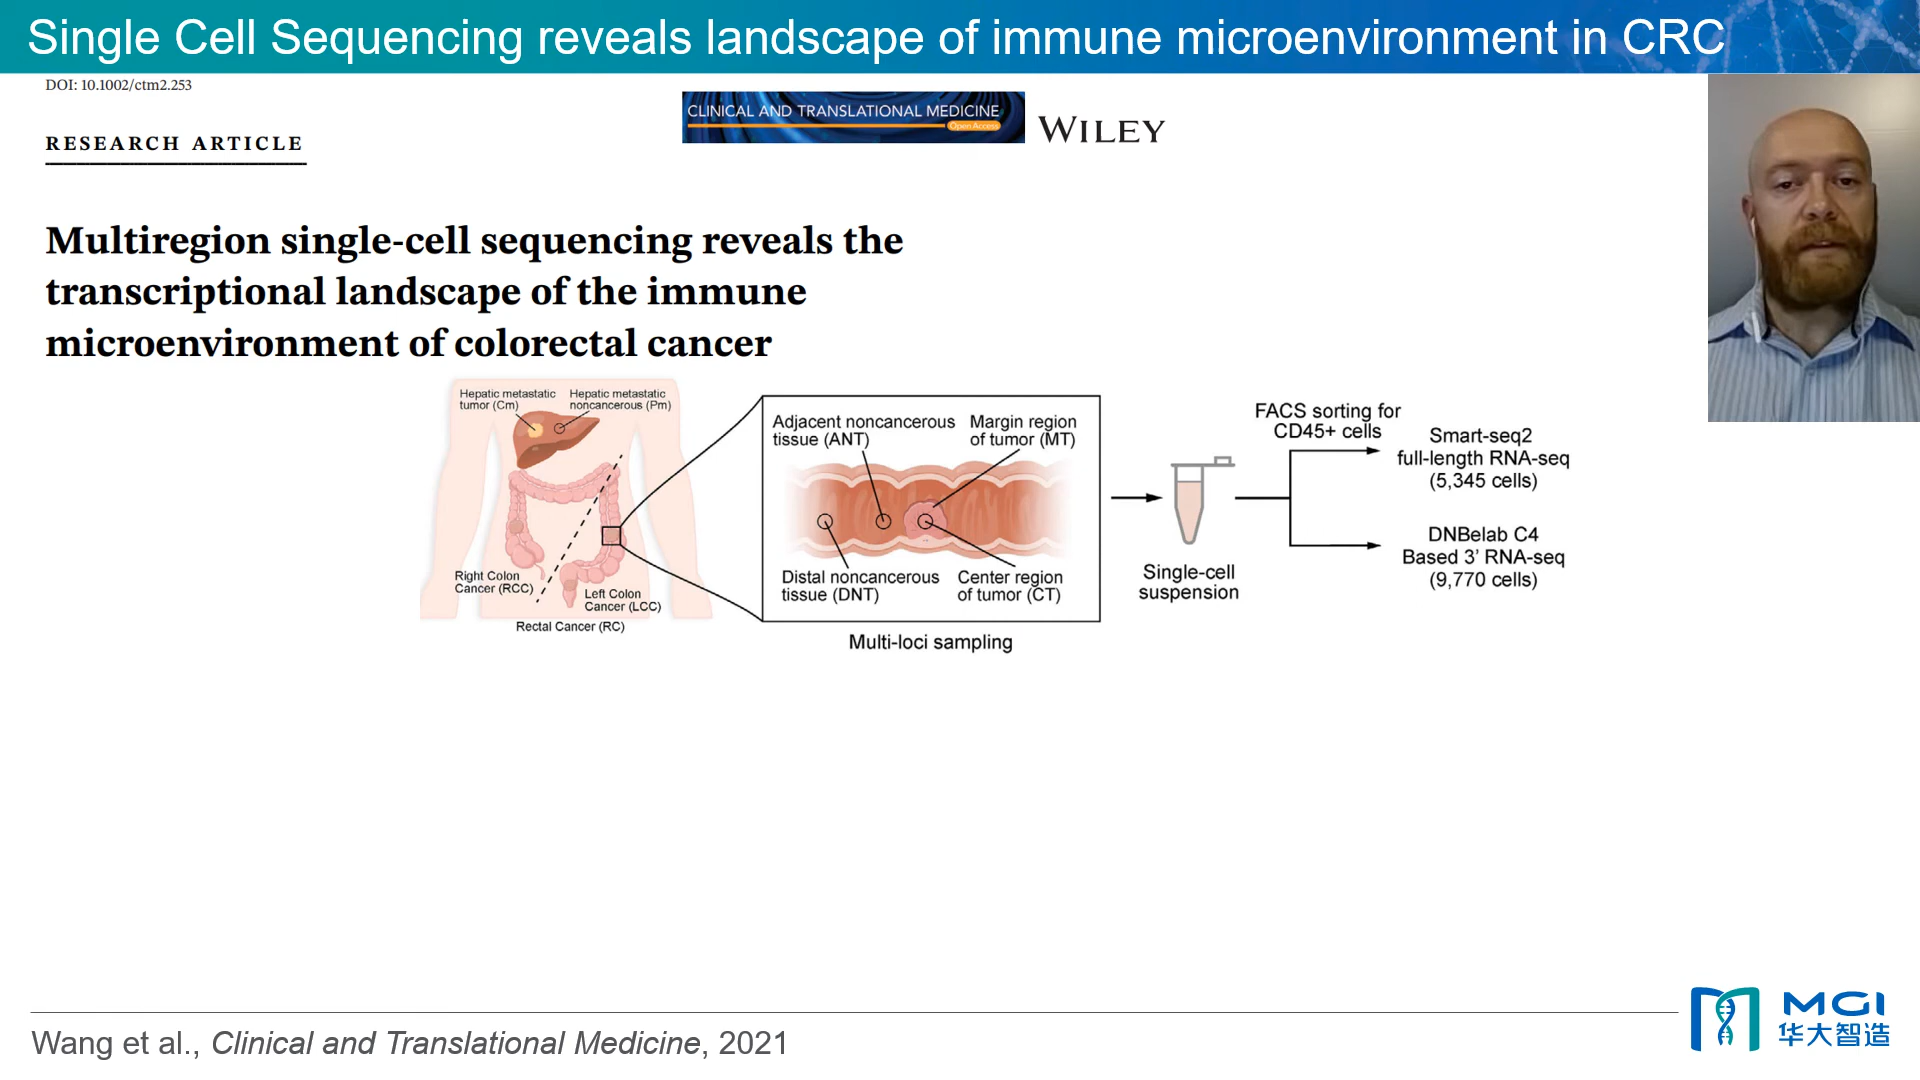 Single Cell Sequencing reveals landscape of immune microenvironment in CRC
DOI: 10.1002/ctm2.253
RESEARCH ARTICLE
CLINICAL AND TRANSLATIONAL MEDICINE
Open Access
WILEY
Multiregion single-cell sequencing reveals the
transcriptional landscape of the immune
microenvironment of colorectal cancer
Hepatic metastatic
tumor (Cm)
Hepatic metastatic
noncancerous (Pm)
Right Colon
Cancer (RCC)
Left Colon
Cancer (LCC)
Rectal Cancer (RC)
Adjacent noncancerous
tissue (ANT)
Margin region
of tumor (MT)
Distal noncancerous
tissue (DNT)
Center region
of tumor (CT)
Multi-loci sampling
Single-cell
suspension
FACS sorting for
CD45+ cells
Smart-seq2
full-length RNA-seq
(5,345 cells)
DNBelab C4
Based 3’ RNA-seq
(9,770 cells)
Wang et al., Clinical and Translational Medicine, 2021
MGI
华大智造